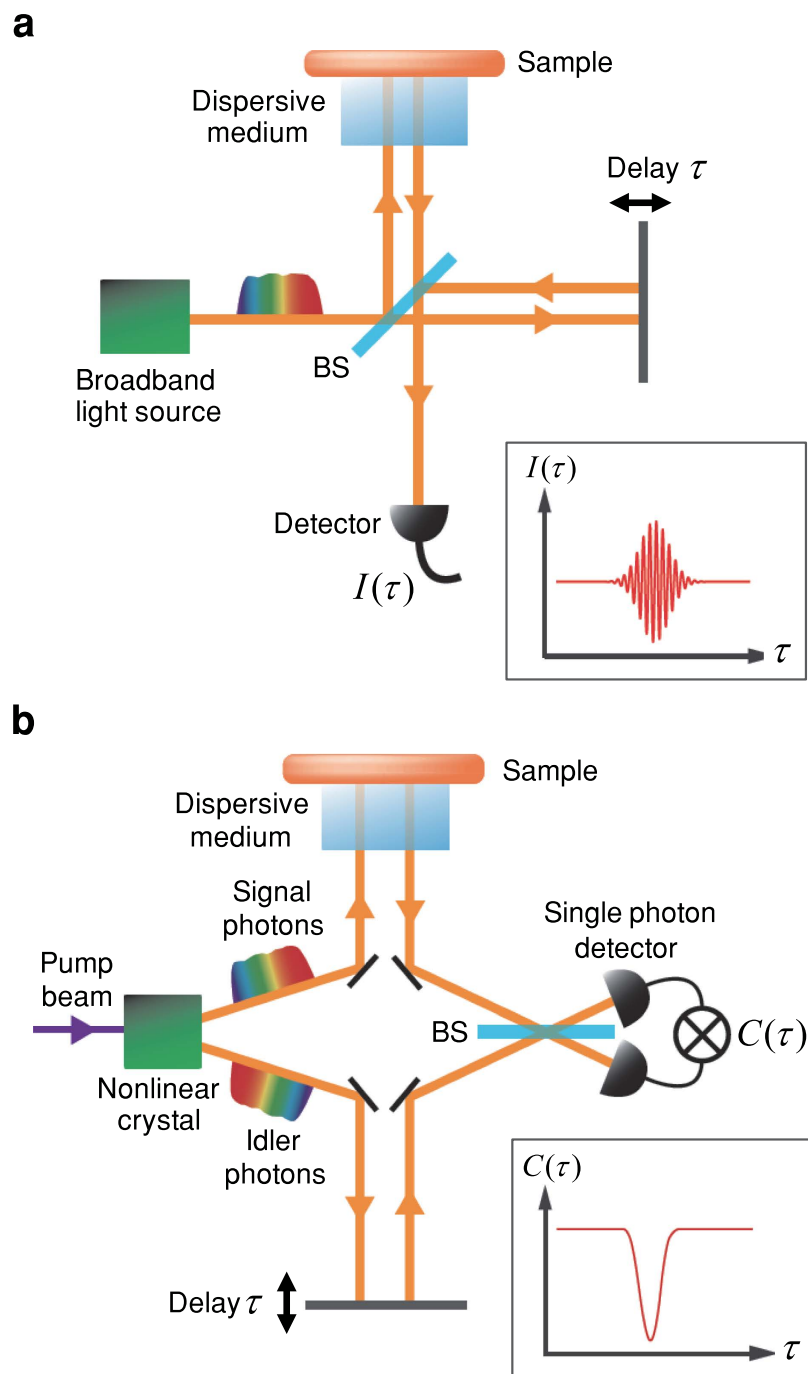 a
Sample
Dispersive
medium
Delay τ
BS
Broadband
light source
Detector
I(τ)
I(τ)
τ
b
Sample
Dispersive
medium
Signal
photons
Single photon
detector
Pump
beam
BS
C(τ)
Nonlinear
crystal
Idler
photons
C(τ)
Delay τ
τ